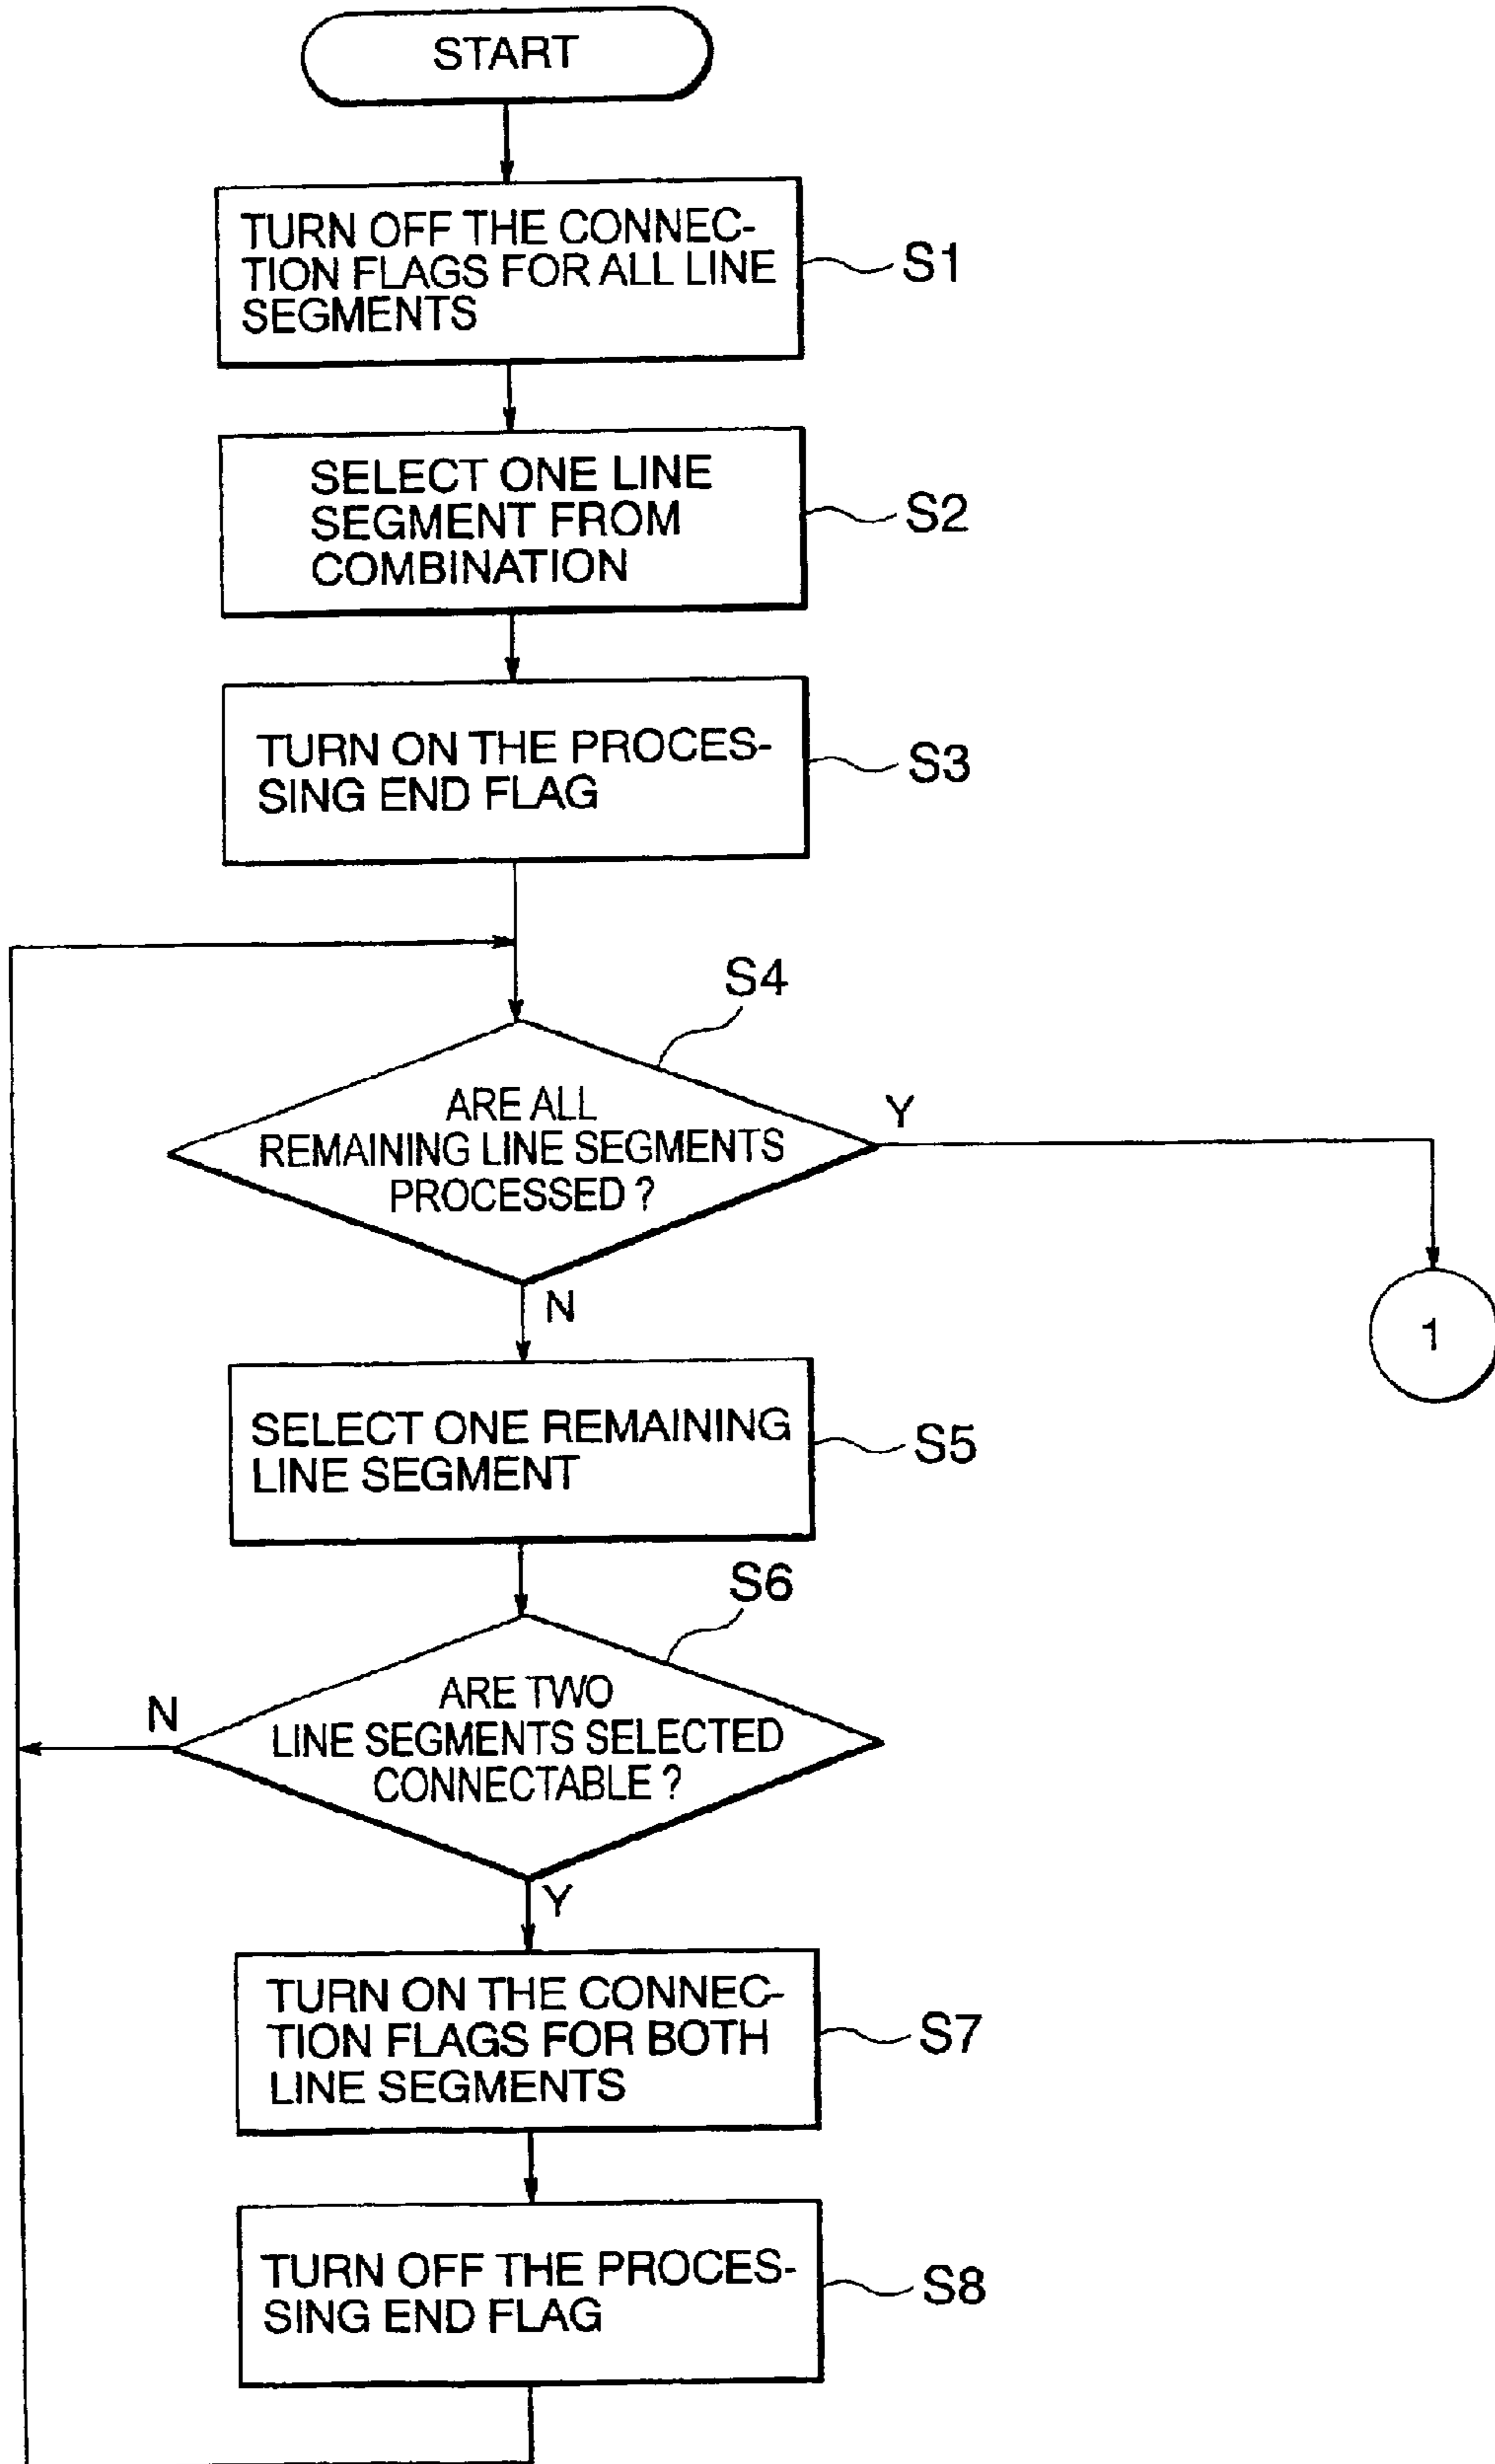 START
TURN OFF THE CONNEC-
TION FLAGS FOR ALL LINE
SEGMENTS
S1
SELECT ONE LINE
SEGMENT FROM
COMBINATION
S2
TURN ON THE PROCES-
SING END FLAG
S3
S4
ARE ALL
REMAINING LINE SEGMENTS
PROCESSED ?
Y
N
1
SELECT ONE REMAINING
LINE SEGMENT
S5
S6
ARE TWO
LINE SEGMENTS SELECTED
CONNECTABLE ?
N
Y
TURN ON THE CONNEC-
TION FLAGS FOR BOTH
LINE SEGMENTS
S7
TURN OFF THE PROCES-
SING END FLAG
S8